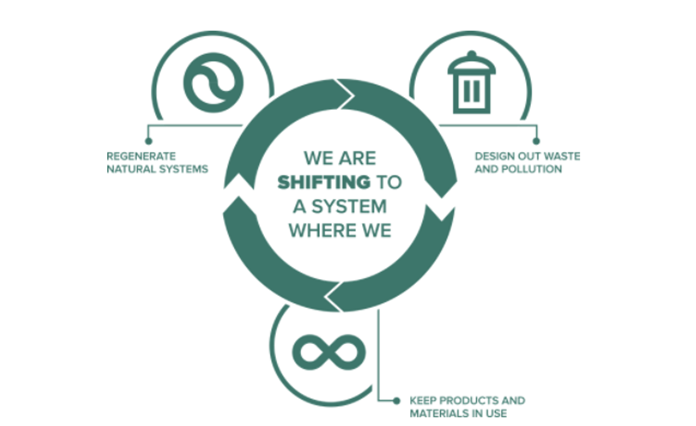 REGENERATE
NATURAL SYSTEMS
DESIGN OUT WASTE
AND POLLUTION
WE ARE
SHIFTING TO
A SYSTEM
WHERE WE
KEEP PRODUCTS AND
MATERIALS IN USE